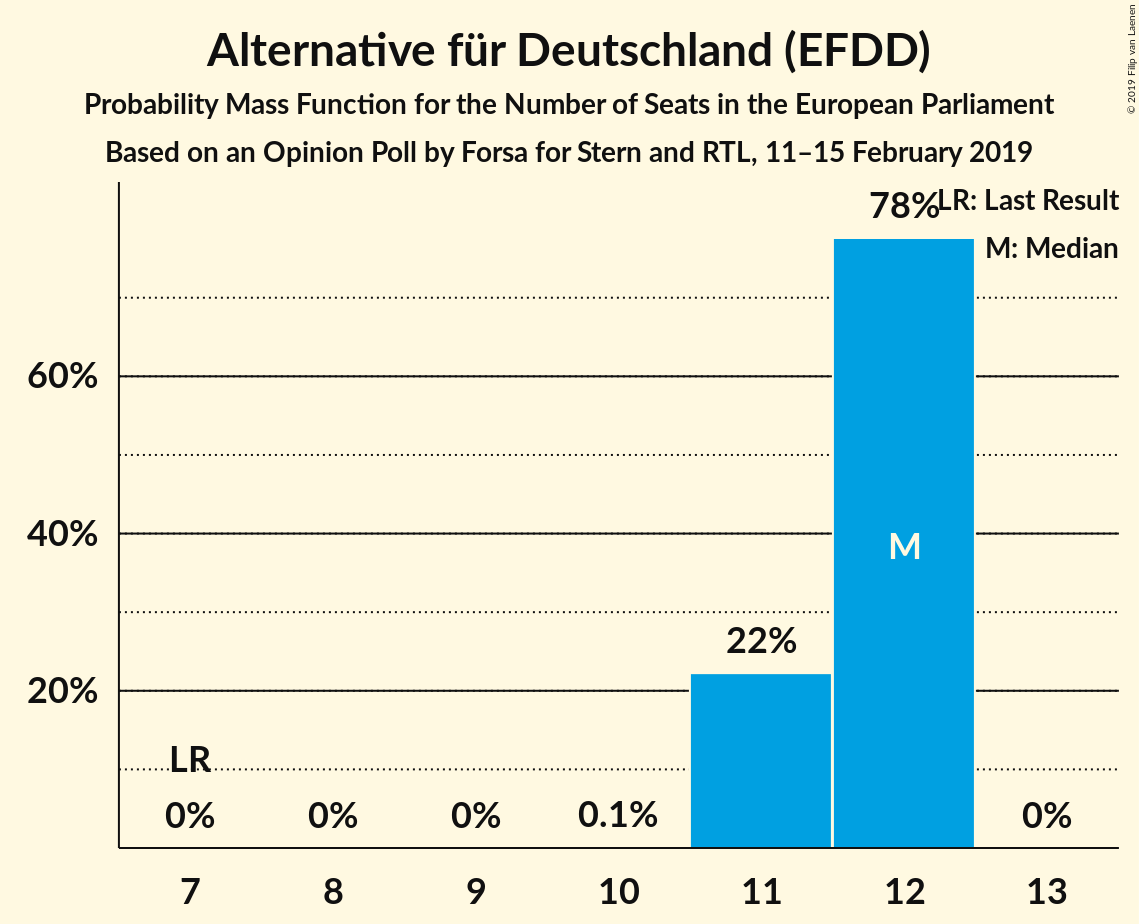 Alternative für Deutschland (EFDD)
Probability Mass Function for the Number of Seats in the European Parliament
Based on an Opinion Poll by Forsa for Stern and RTL, 11–15 February 2019
© 2019 Filip van Laenen
LR: Last Result
M: Median
78%
60%
40%
20%
M
22%
LR
0%
0%
0%
0.1%
0%
7
8
9
10
11
12
13